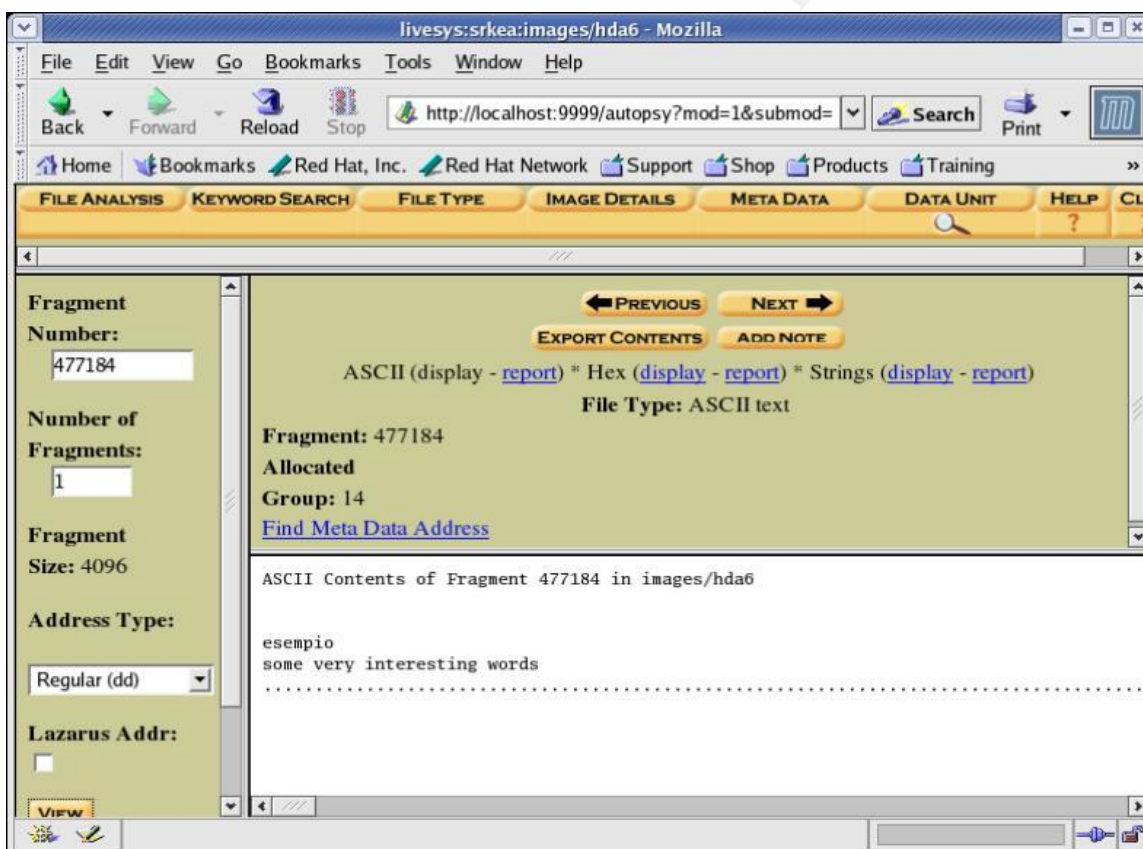 livesys:srkea:images/hda6 - Mozilla
File Edit View Go Bookmarks Tools Window Help
Back Forward Reload Stop http://localhost:9999/autopsy?mod=1&submod= Search Print
Home Bookmarks Red Hat, Inc. Red Hat Network Support Shop Products Training »
FILE ANALYSIS KEYWORD SEARCH FILE TYPE IMAGE DETAILS META DATA DATA UNIT HELP CL
?
Fragment
Number:
477184
Number of
Fragments:
1
Fragment
Size: 4096
Address Type:
Regular (dd)
Lazarus Addr:
VIEW
PREVIOUS NEXT
EXPORT CONTENTS ADD NOTE
ASCII (display - report) * Hex (display - report) * Strings (display - report)
File Type: ASCII text
Fragment: 477184
Allocated
Group: 14
Find Meta Data Address
ASCII Contents of Fragment 477184 in images/hda6
esempio
some very interesting words
......................................................................................